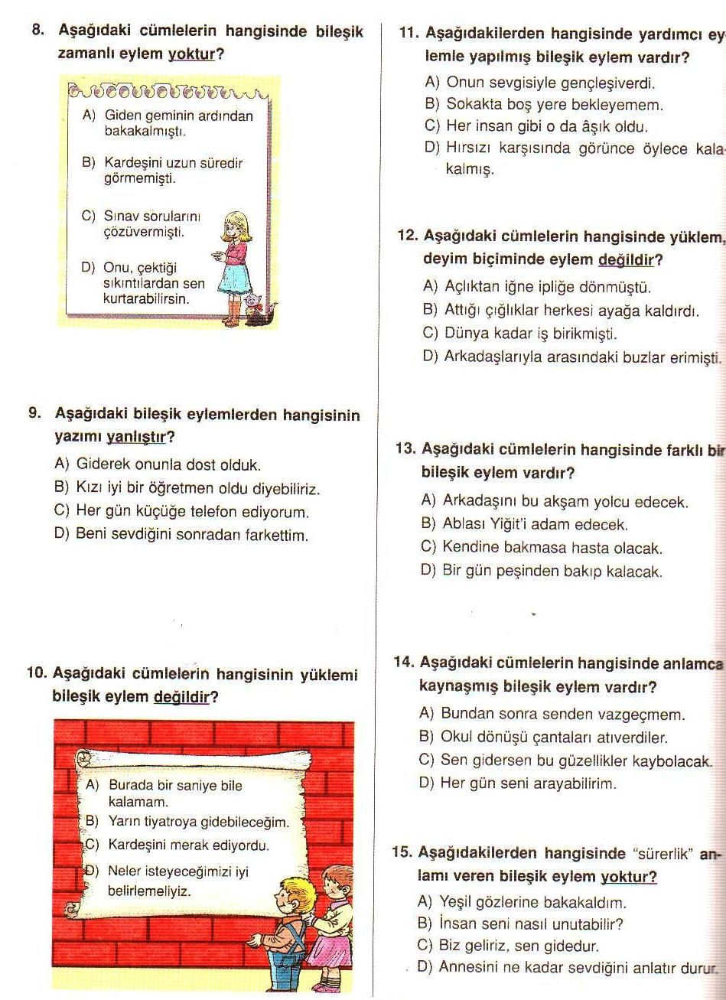 8. Aşağıdaki cümlelerin hangisinde bileşik
zamanlı eylem yoktur?
A) Giden geminin ardından
bakakalmıştı.
B) Kardeşini uzun süredir
görmemişti.
C) Sınav sorularını
çözüvermişti.
D) Onu, çektiği
sıkıntılardan sen
kurtarabilirsin.
9. Aşağıdaki bileşik eylemlerden hangisinin
yazımı yanlıştır?
A) Giderek onunla dost olduk.
B) Kızı iyi bir öğretmen oldu diyebiliriz.
C) Her gün küçüğe telefon ediyorum.
D) Beni sevdiğini sonradan farkettim.
10. Aşağıdaki cümlelerin hangisinin yüklemi
bileşik eylem değildir?
A) Burada bir saniye bile
kalamam.
B) Yarın tiyatroya gidebileceğim.
C) Kardeşini merak ediyordu.
D) Neler isteyeceğimizi iyi
belirlemeliyiz.
11. Aşağıdakilerden hangisinde yardımcı ey
lemle yapılmış bileşik eylem vardır?
A) Onun sevgisiyle gençleşiverdi.
B) Sokakta boş yere bekleyemem.
C) Her insan gibi o da âşık oldu.
D) Hırsızı karşısında görünce öylece kala-
kalmış.
12. Aşağıdaki cümlelerin hangisinde yüklem,
deyim biçiminde eylem değildir?
A) Açlıktan iğne ipliğe dönmüştü.
B) Attığı çığlıklar herkesi ayağa kaldırdı.
C) Dünya kadar iş birikmişti.
D) Arkadaşlarıyla arasındaki buzlar erimişti.
13. Aşağıdaki cümlelerin hangisinde farklı bir
bileşik eylem vardır?
A) Arkadaşını bu akşam yolcu edecek.
B) Ablası Yiğit'i adam edecek.
C) Kendine bakmasa hasta olacak.
D) Bir gün peşinden bakıp kalacak.
14. Aşağıdaki cümlelerin hangisinde anlamca
kaynaşmış bileşik eylem vardır?
A) Bundan sonra senden vazgeçmem.
B) Okul dönüşü çantaları atıverdiler.
C) Sen gidersen bu güzellikler kaybolacak.
D) Her gün seni arayabilirim.
15. Aşağıdakilerden hangisinde “sürerlik” an-
lamı veren bileşik eylem yoktur?
A) Yeşil gözlerine bakakaldım.
B) İnsan seni nasıl unutabilir?
C) Biz geliriz, sen gidedur.
D) Annesini ne kadar sevdiğini anlatır durur.